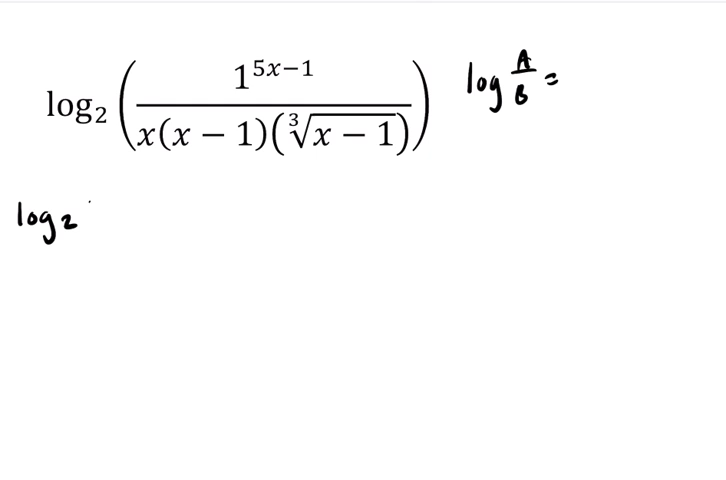 log₂ ( 1^(5x−1) / ( x(x − 1)(∛(x − 1)) ) )
log A/B =
log₂